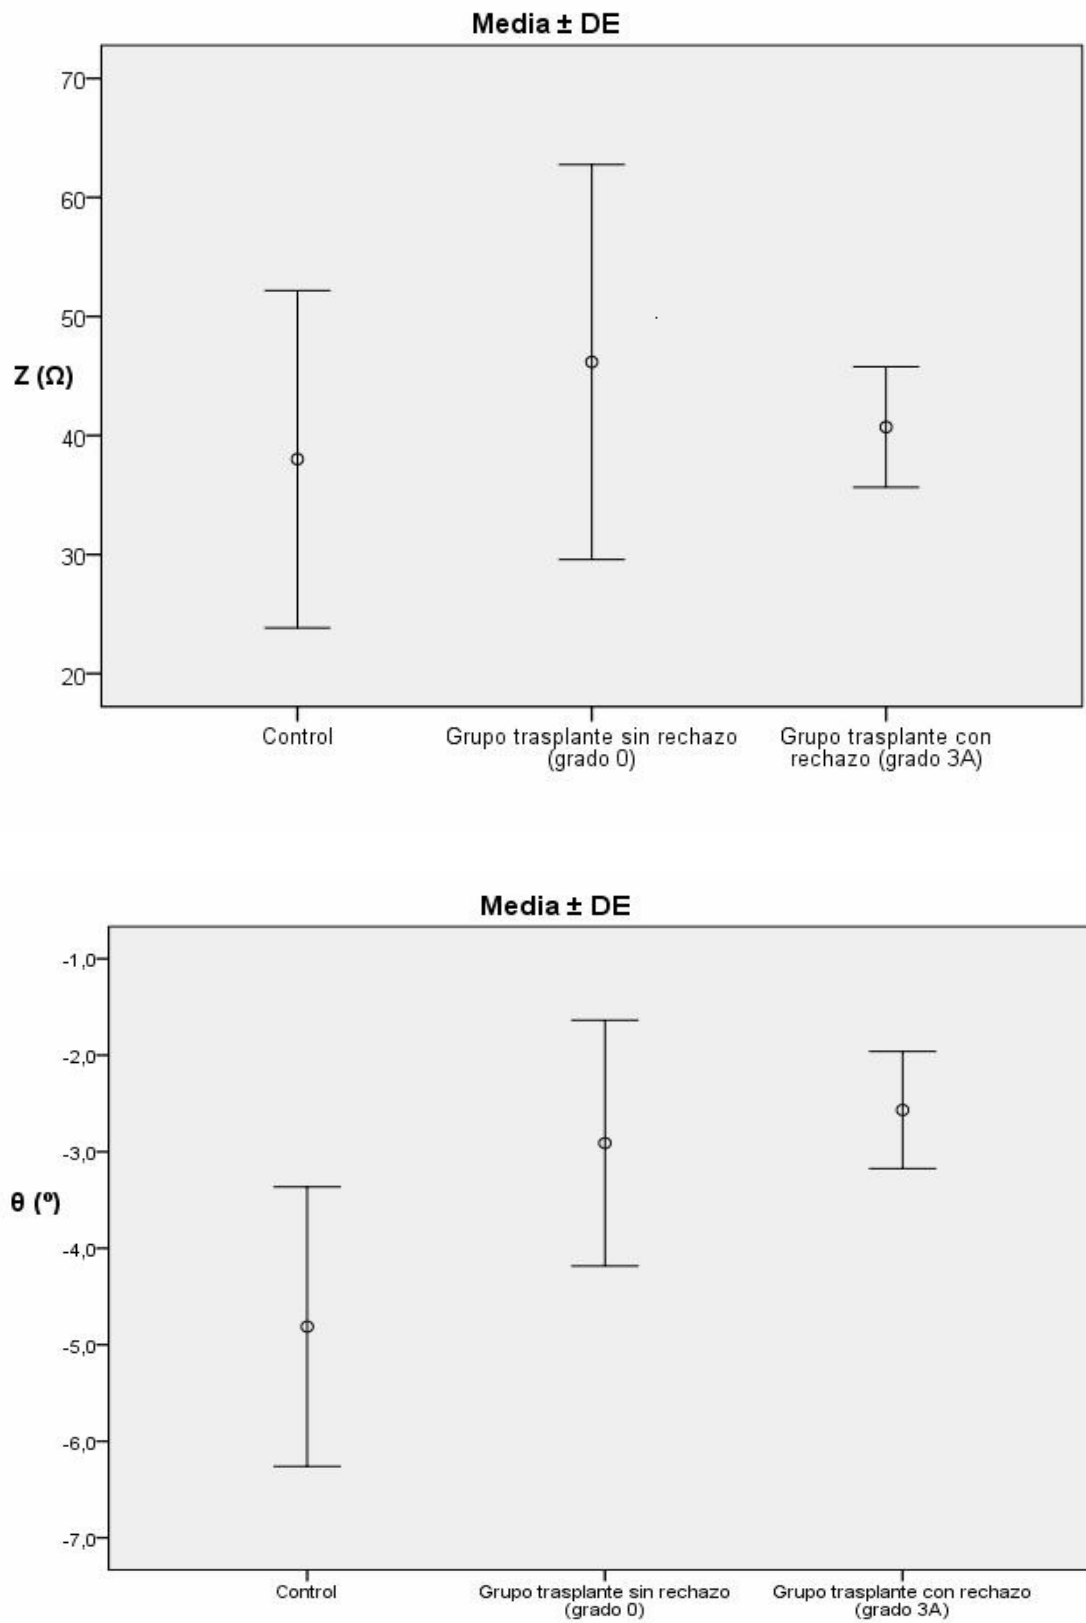 Media ± DE
70
60
50
Z (Ω)
40
30
20
Control
Grupo trasplante sin rechazo
(grado 0)
Grupo trasplante con
rechazo (grado 3A)
Media ± DE
-1,0
-2,0
-3,0
θ (º)
-4,0
-5,0
-6,0
-7,0
Control
Grupo trasplante sin rechazo
(grado 0)
Grupo trasplante con rechazo
(grado 3A)